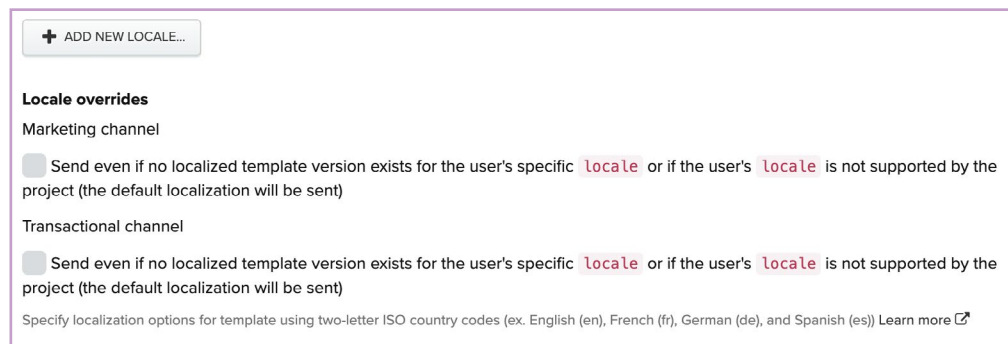 ADD NEW LOCALE...
Locale overrides
Marketing channel
Send even if no localized template version exists for the user's specific locale or if the user's locale is not supported by the
project (the default localization will be sent)
Transactional channel
Send even if no localized template version exists for the user's specific locale or if the user's locale is not supported by the
project (the default localization will be sent)
Specify localization options for template using two-letter ISO country codes (ex. English (en), French (fr), German (de), and Spanish (es)) Learn more